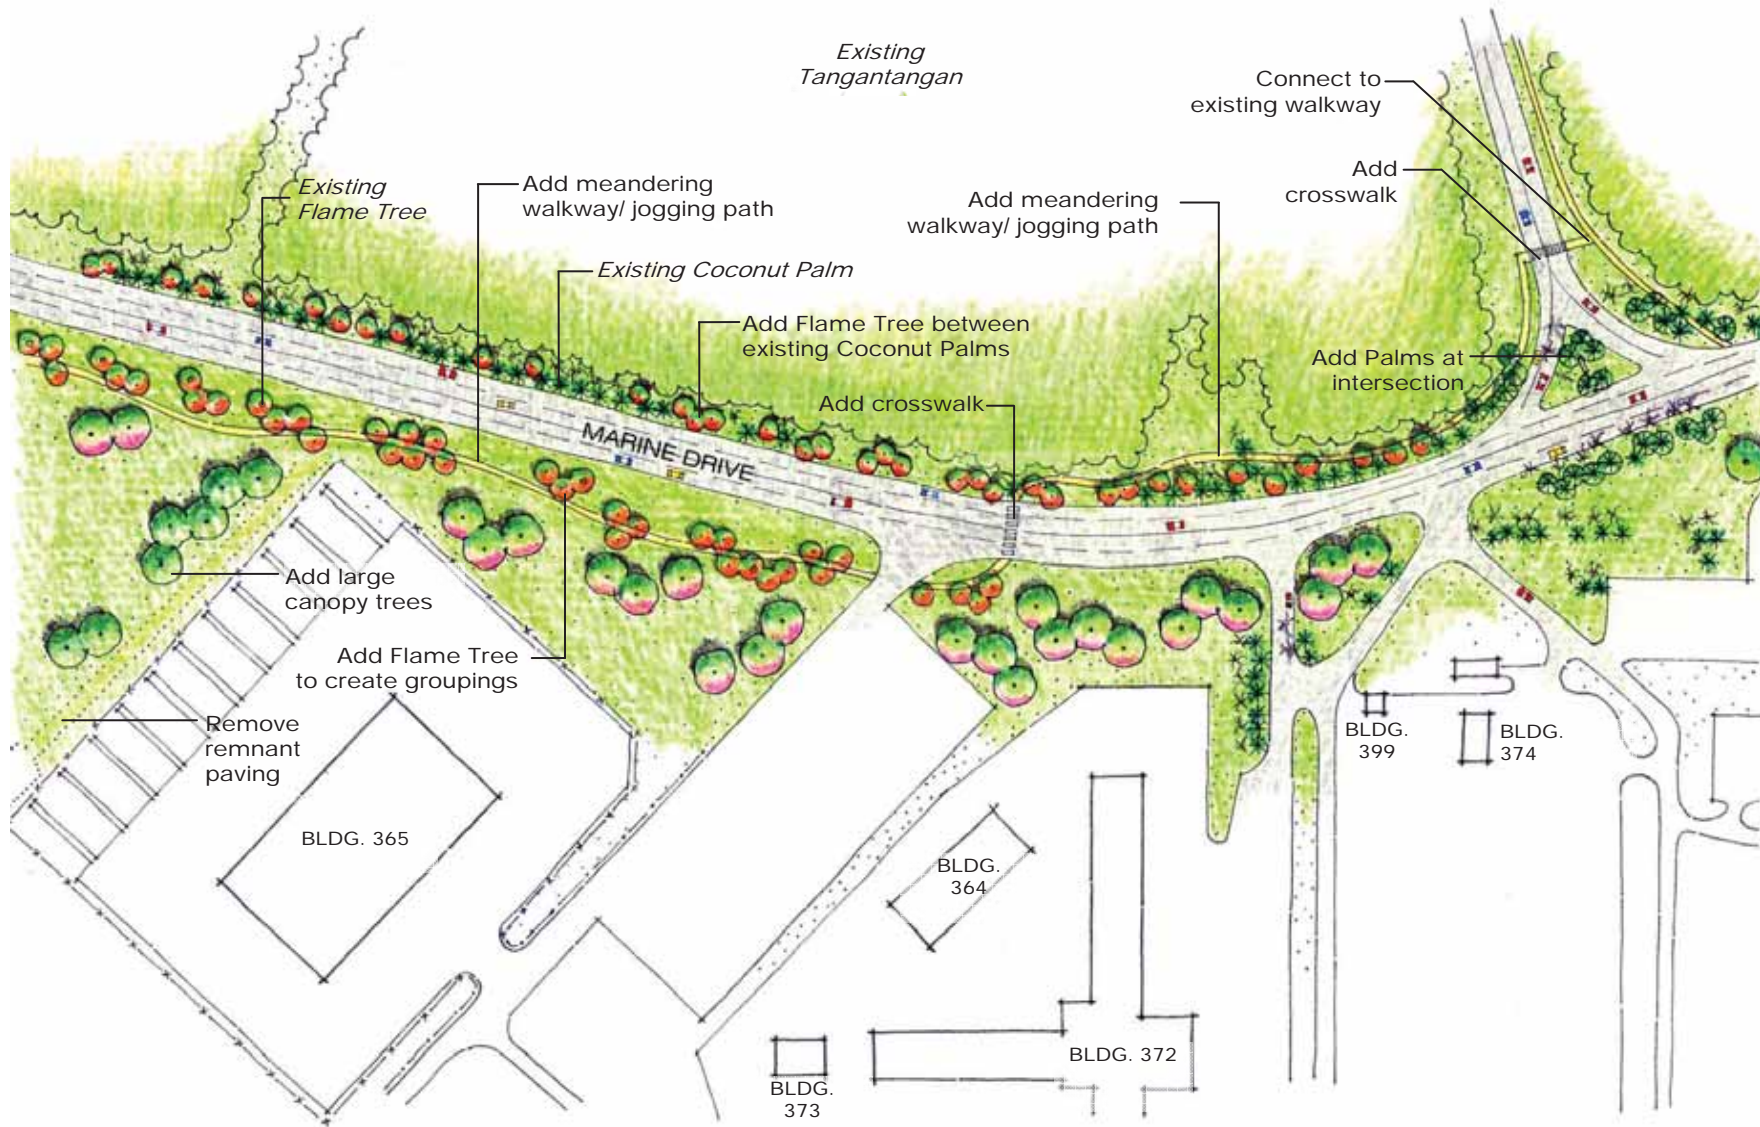 Existing
Tangantangan
Connect to
existing walkway
Add
crosswalk
Existing
Flame Tree
Add meandering
walkway/ jogging path
Add meandering
walkway/ jogging path
Existing Coconut Palm
Add Flame Tree between
existing Coconut Palms
Add Palms at
intersection
Add crosswalk
MARINE DRIVE
Add large
canopy trees
Add Flame Tree
to create groupings
Remove
remnant
paving
BLDG.
399
BLDG.
374
BLDG. 365
BLDG.
364
BLDG. 372
BLDG.
373